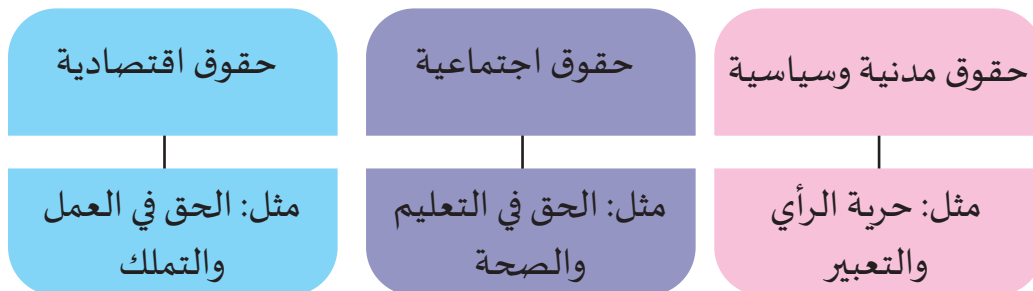 حقوق مدنية وسياسية
مثل: حرية الرأي
والتعبير
حقوق اجتماعية
مثل: الحق في التعليم
والصحة
حقوق اقتصادية
مثل: الحق في العمل
والتملك